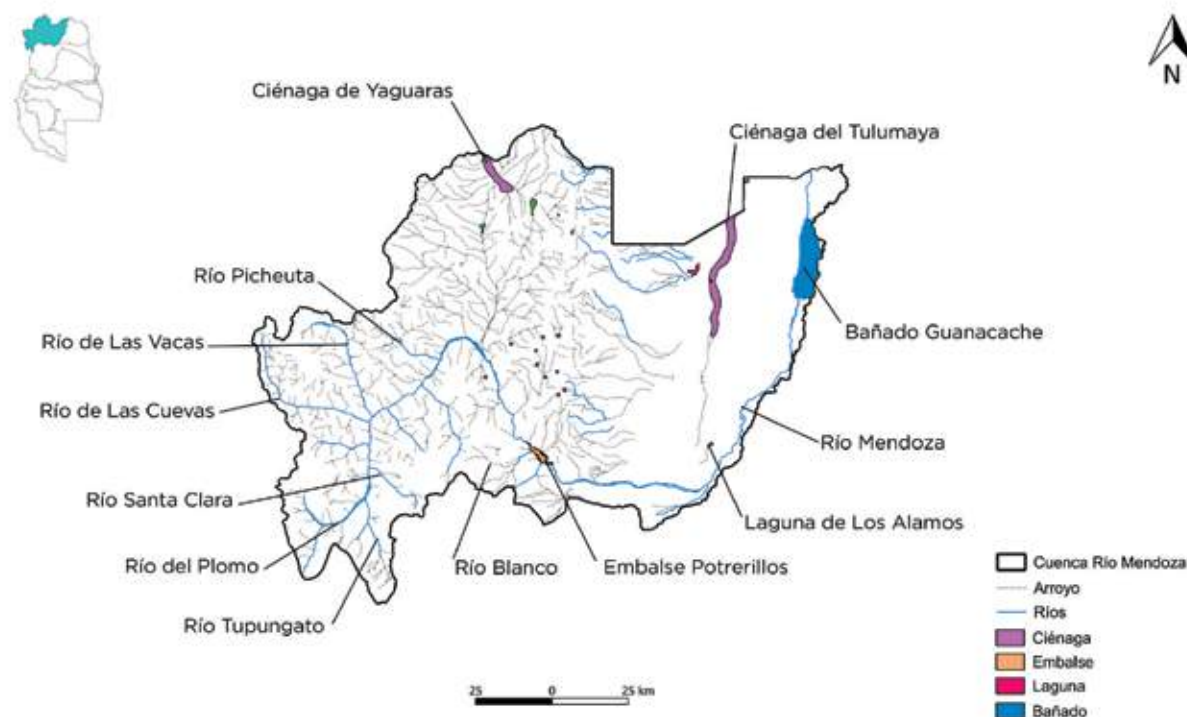 N
Ciénaga de Yaguaras
Ciénaga del Tulumaya
Río Picheuta
Bañado Guanacache
Río de Las Vacas
Río de Las Cuevas
Río Mendoza
Río Santa Clara
Laguna de Los Alamos
Río del Plomo
Río Blanco
Embalse Potrerillos
Río Tupungato
Cuenca Río Mendoza
Arroyo
Ríos
Ciénaga
Embalse
Laguna
Bañado
25 0 25 km